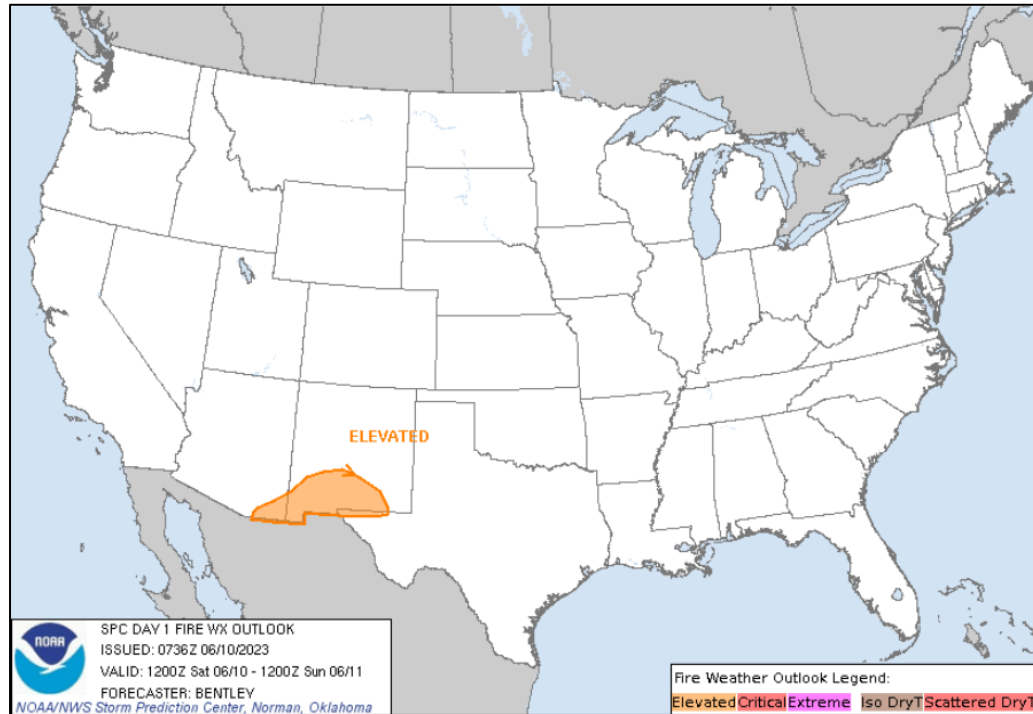 ELEVATED
NOAA
SPC DAY 1 FIRE WX OUTLOOK
ISSUED: 0736Z 06/10/2023
VALID: 1200Z Sat 06/10 - 1200Z Sun 06/11
FORECASTER: BENTLEY
NOAA/NWS Storm Prediction Center, Norman, Oklahoma
Fire Weather Outlook Legend:
Elevated Critical Extreme Iso DryT Scattered DryT